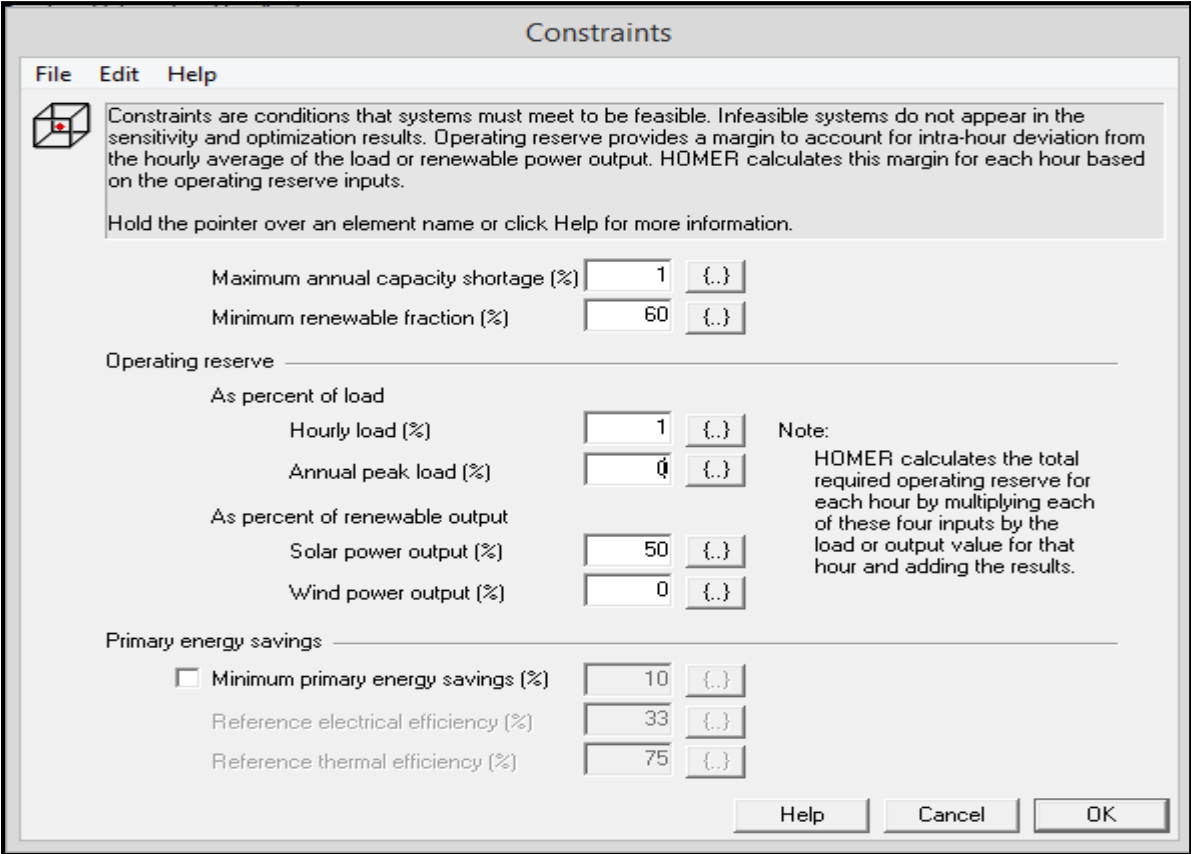 Constraints
File Edit Help
Constraints are conditions that systems must meet to be feasible. Infeasible systems do not appear in the
sensitivity and optimization results. Operating reserve provides a margin to account for intra-hour deviation from
the hourly average of the load or renewable power output. HOMER calculates this margin for each hour based
on the operating reserve inputs.
Hold the pointer over an element name or click Help for more information.
Maximum annual capacity shortage (%) 1 {..}
Minimum renewable fraction (%) 60 {..}
Operating reserve
As percent of load
Hourly load (%) 1 {..}
Annual peak load (%) 0 {..}
As percent of renewable output
Solar power output (%) 50 {..}
Wind power output (%) 0 {..}
Note:
HOMER calculates the total
required operating reserve for
each hour by multiplying each
of these four inputs by the
load or output value for that
hour and adding the results.
Primary energy savings
Minimum primary energy savings (%) 10 {..}
Reference electrical efficiency (%) 33 {..}
Reference thermal efficiency (%) 75 {..}
Help Cancel OK